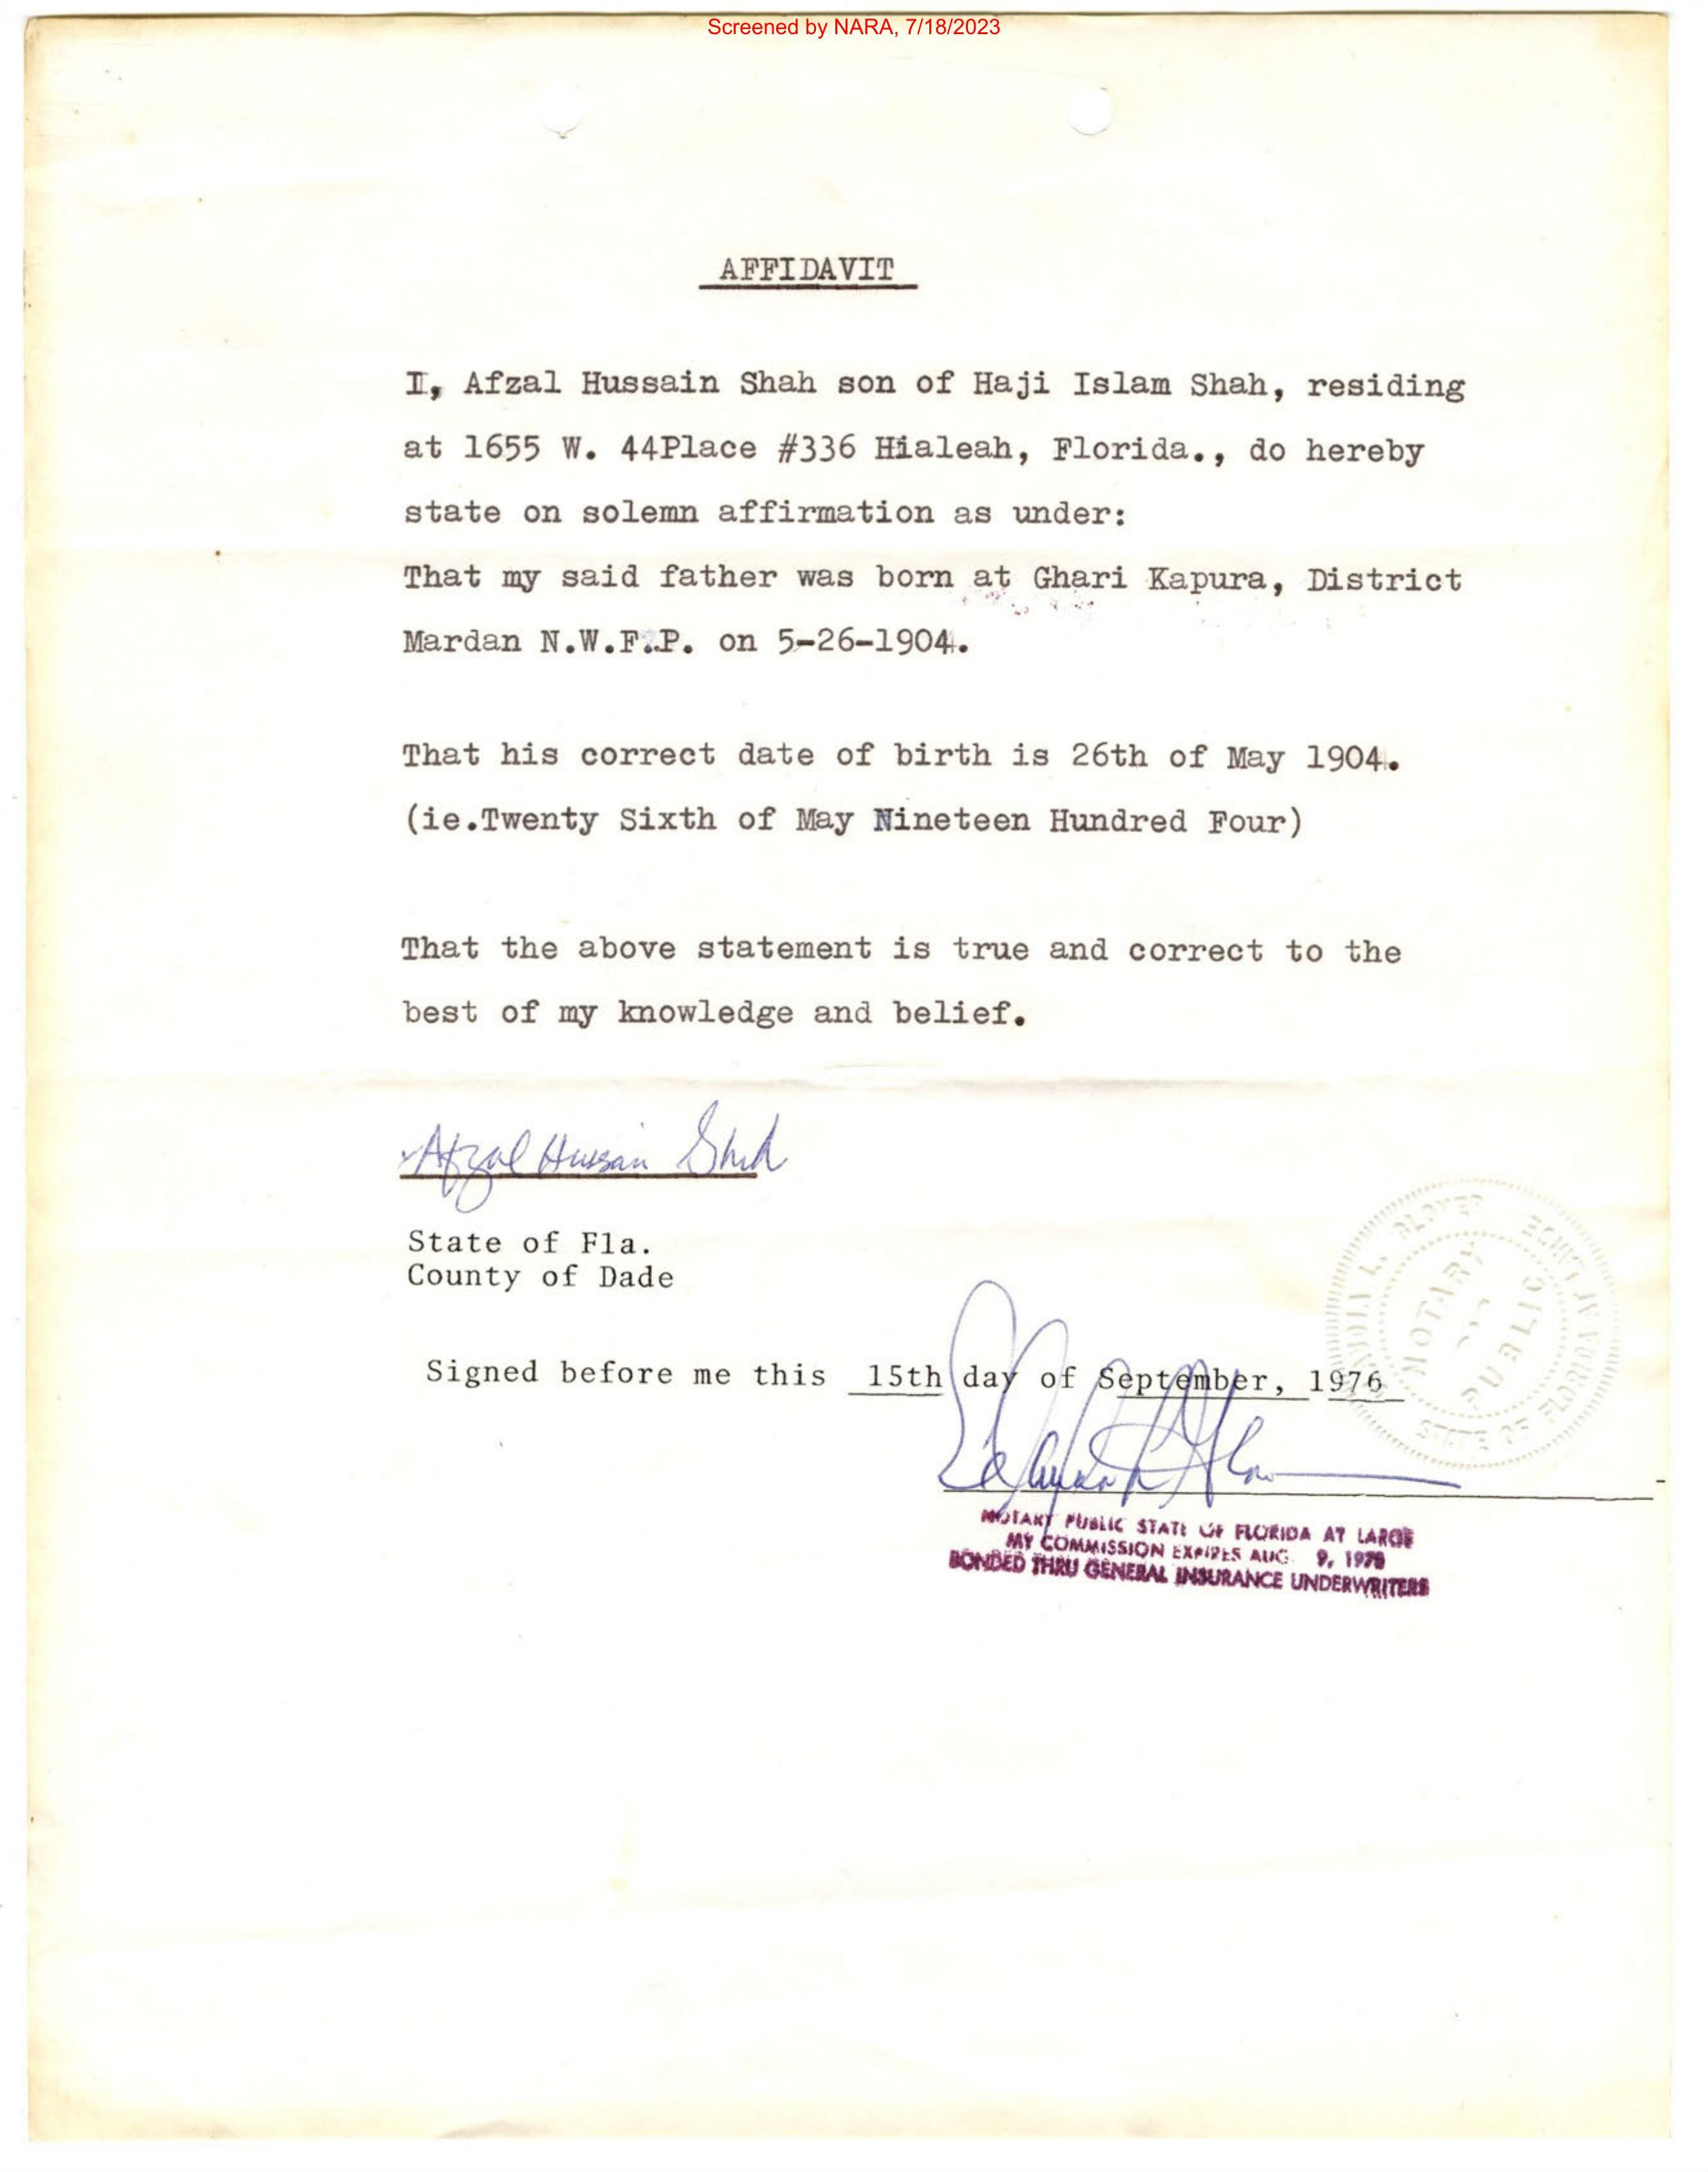 Screened by NARA, 7/18/2023
AFFIDAVIT
I, Afzal Hussain Shah son of Haji Islam Shah, residing
at 1655 W. 44Place #336 Hialeah, Florida., do hereby
state on solemn affirmation as under:
That my said father was born at Ghari Kapura, District
Mardan N.W.F.P. on 5-26-1904.
That his correct date of birth is 26th of May 1904.
(ie.Twenty Sixth of May Nineteen Hundred Four)
That the above statement is true and correct to the
best of my knowledge and belief.
Afzal Hussain Shah
State of Fla.
County of Dade
Signed before me this 15th day of September, 1976
NOTARY PUBLIC
STATE OF FLORIDA
NOTARY PUBLIC STATE OF FLORIDA AT LARGE
MY COMMISSION EXPIRES AUG. 9, 1978
BONDED THRU GENERAL INSURANCE UNDERWRITERS